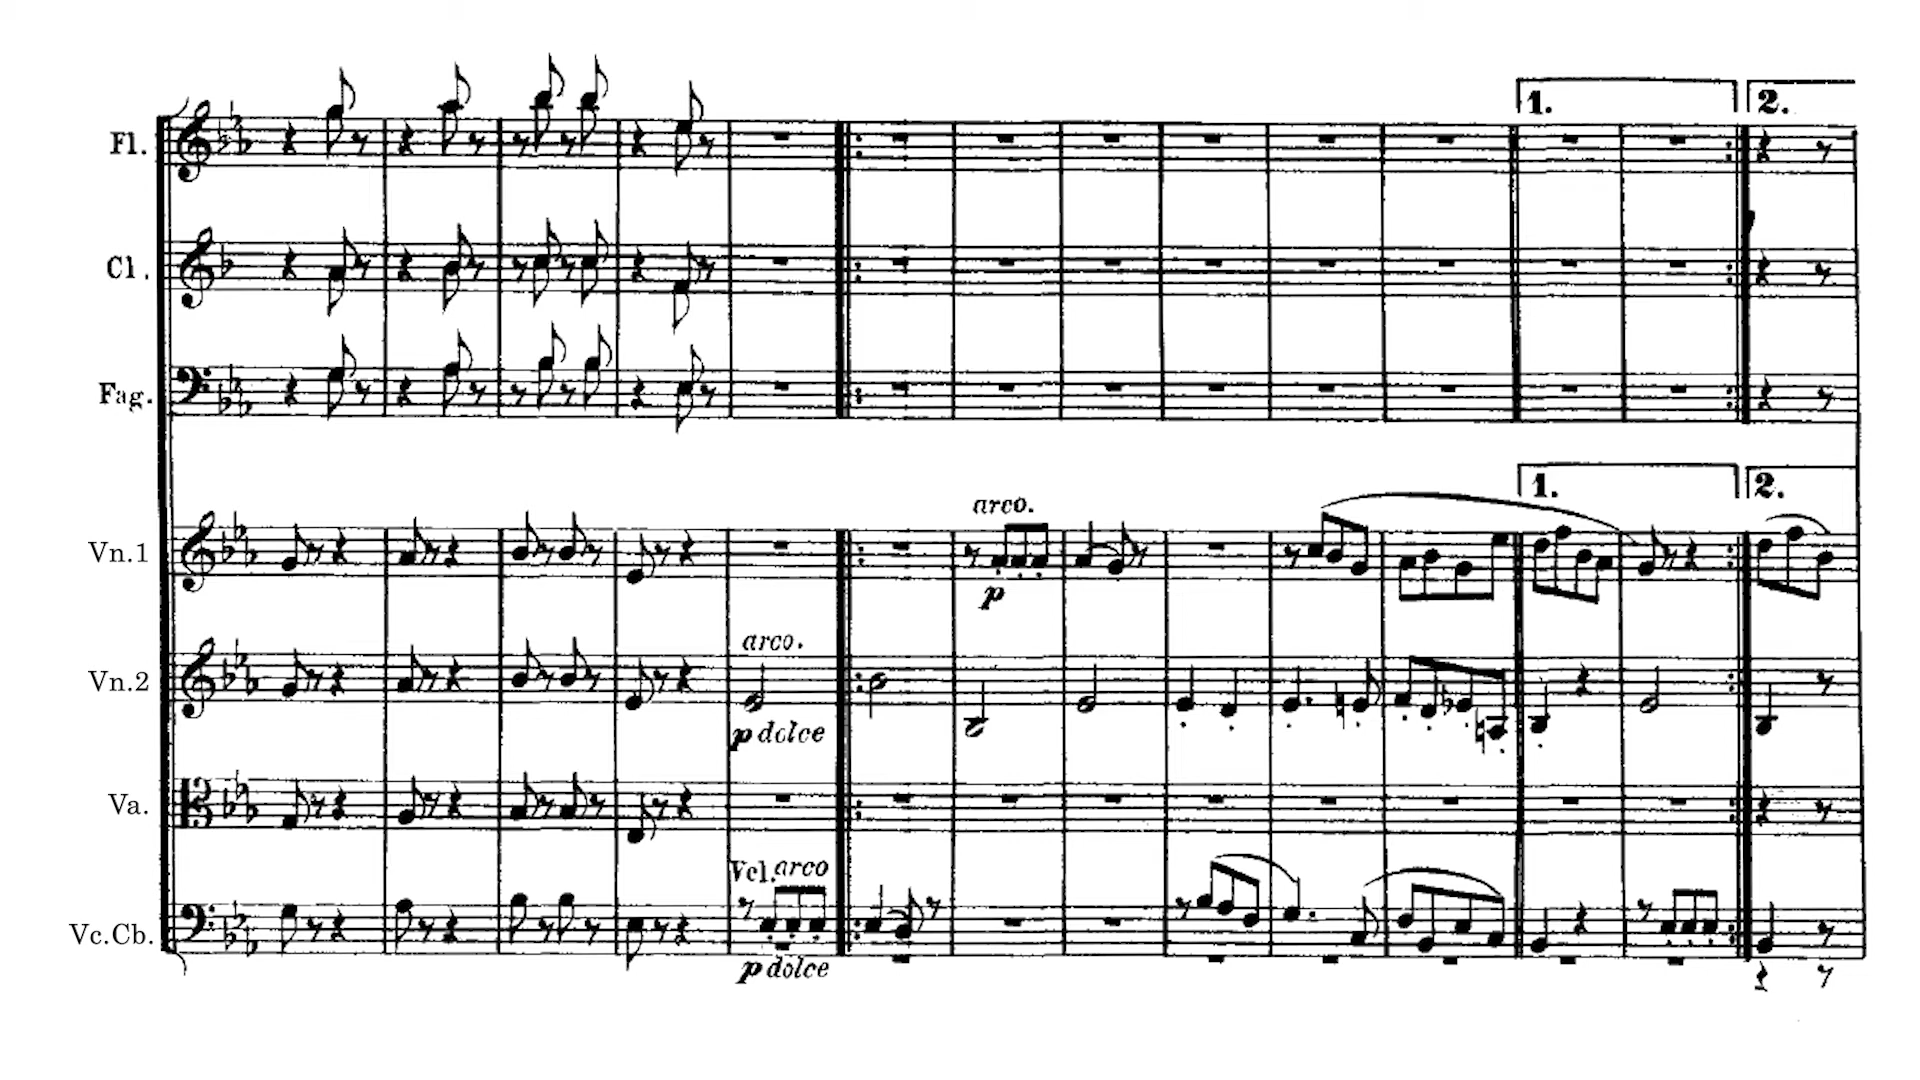 1. 2.
Fl.
Cl.
Fag.
1. 2.
arco.
Vn.1
p
arco.
Vn.2
p dolce
Va.
Vcl. arco
Vc.Cb.
p dolce